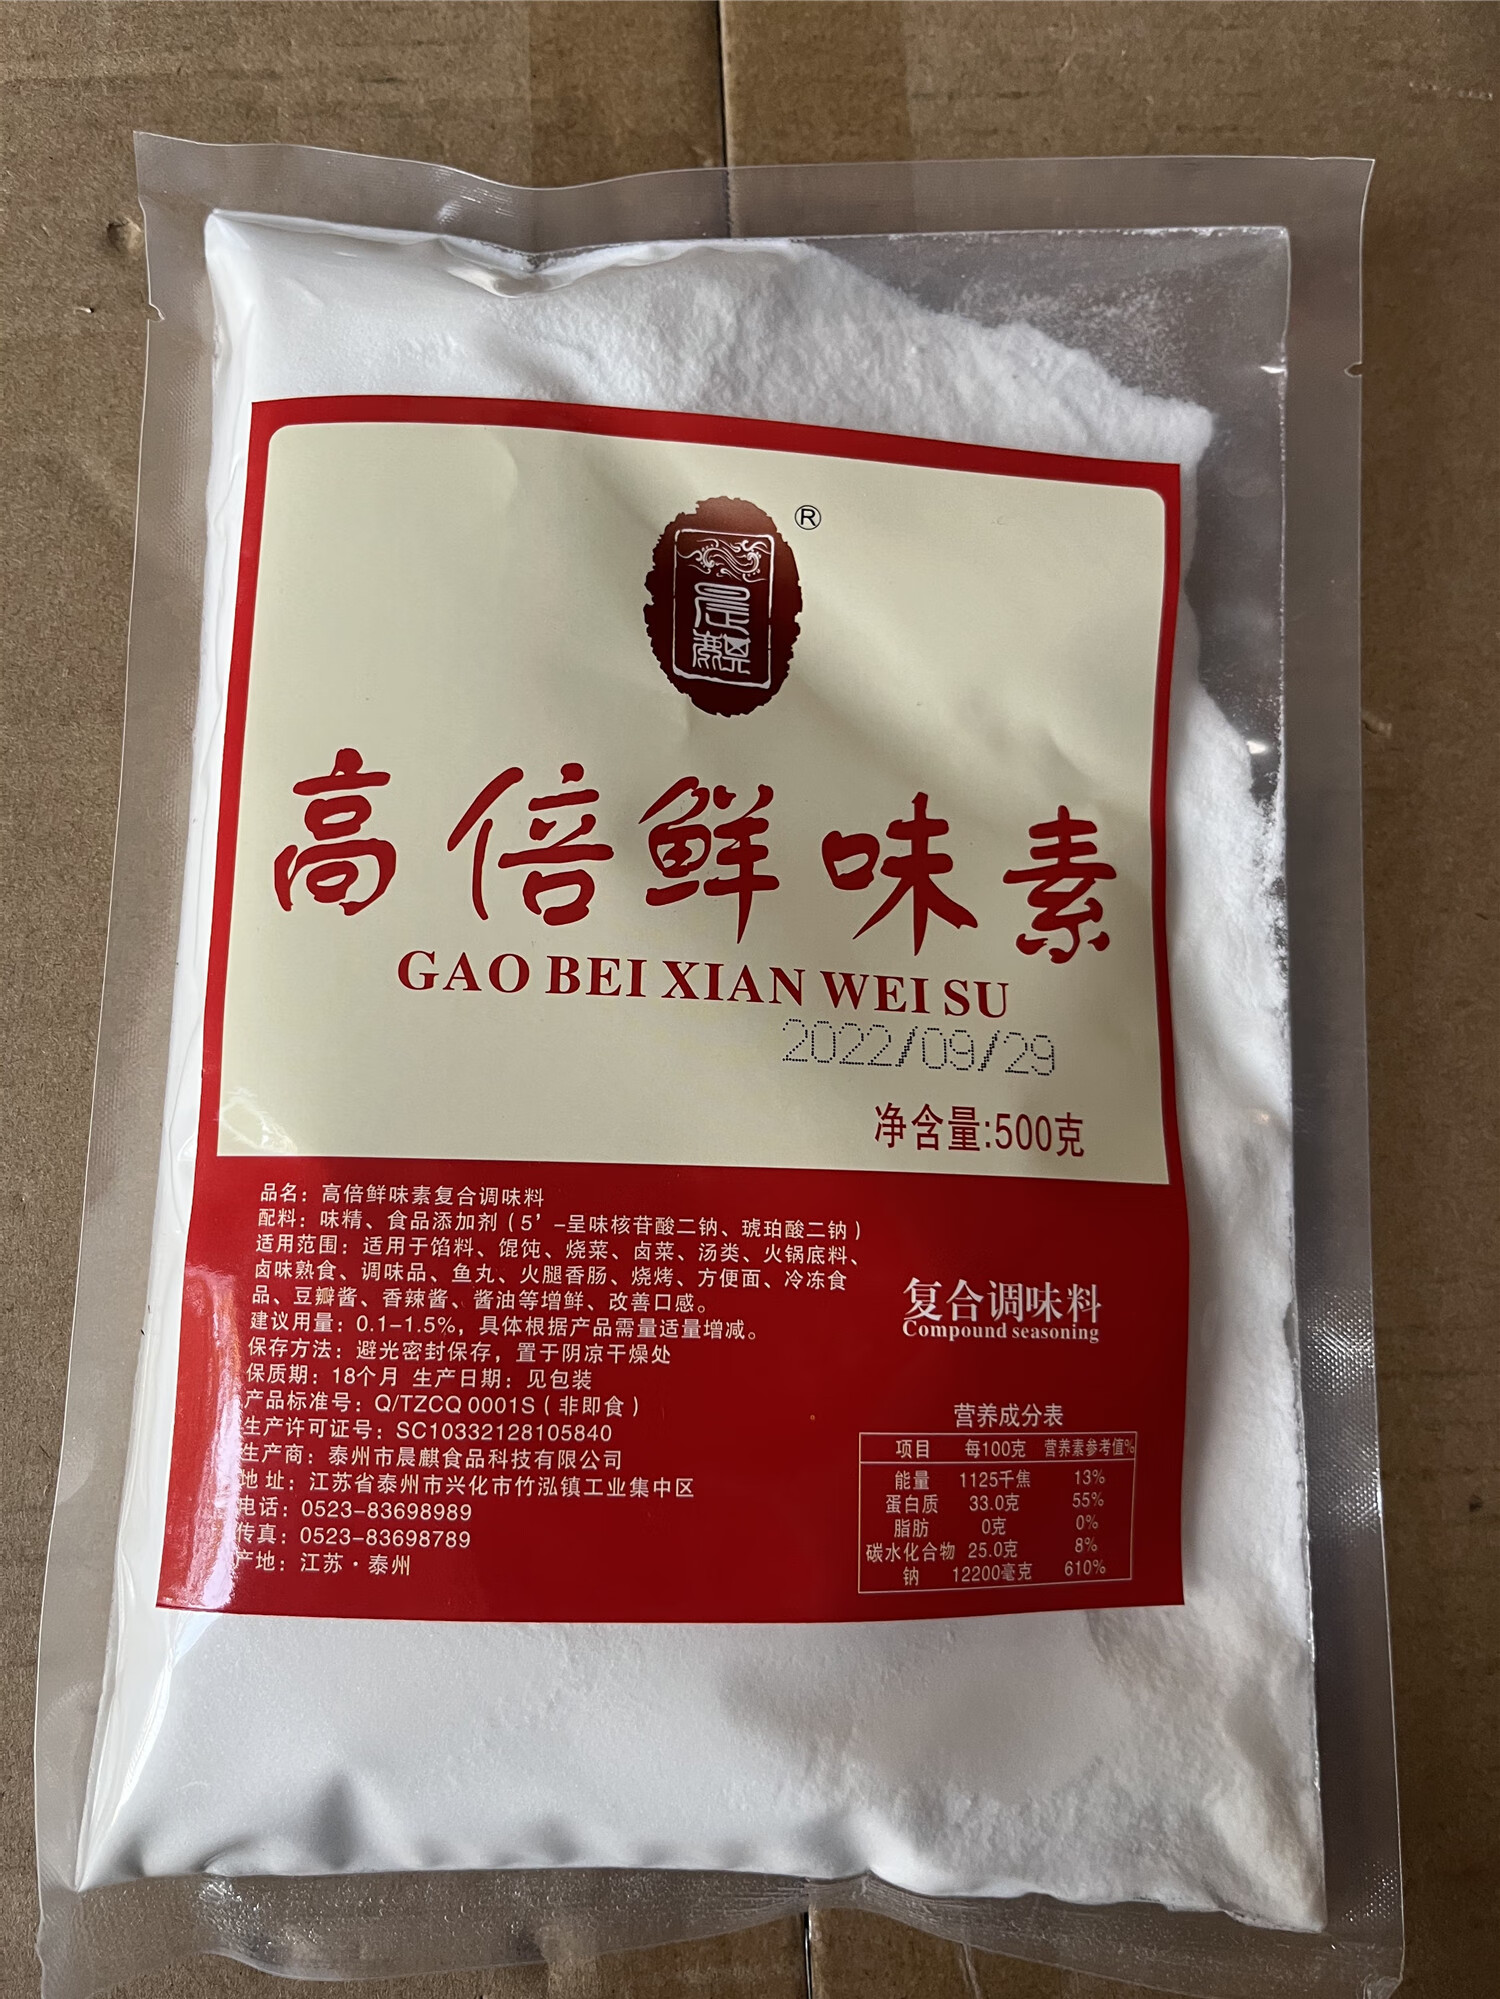 ®
晨麒
高倍鲜味素
GAO BEI XIAN WEI SU
2022/09/29
净含量:500克
品名：高倍鲜味素复合调味料
配料：味精、食品添加剂（5’-呈味核苷酸二钠、琥珀酸二钠）
适用范围：适用于馅料、馄饨、烧菜、卤菜、汤类、火锅底料、
卤味熟食、调味品、鱼丸、火腿香肠、烧烤、方便面、冷冻食
品、豆瓣酱、香辣酱、酱油等增鲜、改善口感。
建议用量：0.1-1.5%，具体根据产品需量适量增减。
保存方法：避光密封保存，置于阴凉干燥处
保质期：18个月 生产日期：见包装
产品标准号：Q/TZCQ 0001S（非即食）
生产许可证号：SC10332128105840
生产商：泰州市晨麒食品科技有限公司
地 址：江苏省泰州市兴化市竹泓镇工业集中区
电话：0523-83698989
传真：0523-83698789
产地：江苏·泰州
复合调味料
Compound seasoning
营养成分表
项目 每100克 营养素参考值%
能量 1125千焦 13%
蛋白质 33.0克 55%
脂肪 0克 0%
碳水化合物 25.0克 8%
钠 12200毫克 610%